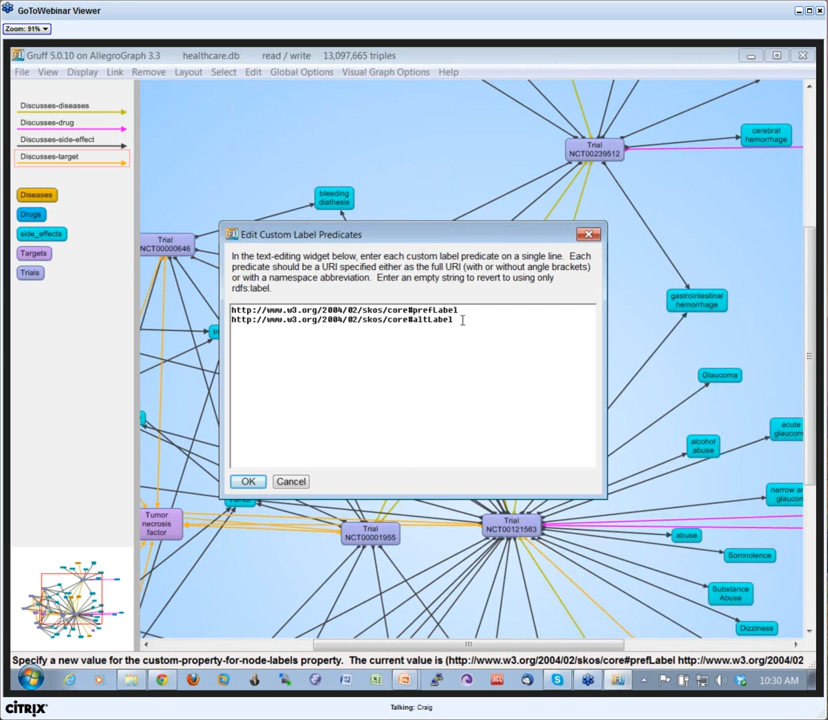 GoToWebinar Viewer
Zoom: 91%
Gruff 5.0.10 on AllegroGraph 3.3 healthcare.db read / write 13,097,665 triples
File View Display Link Remove Layout Select Edit Global Options Visual Graph Options Help
Discusses-diseases
Discusses-drug
Discusses-side-effect
Discusses-target
Diseases
Drugs
side_effects
Targets
Trials
cerebral
hemorrhage
Trial
NCT00239512
bleeding
diathesis
Trial
NCT00000646
Edit Custom Label Predicates
In the text-editing widget below, enter each custom label predicate on a single line. Each
predicate should be a URI specified either as the full URI (with or without angle brackets)
or with a namespace abbreviation. Enter an empty string to revert to using only
rdfs:label.
http://www.w3.org/2004/02/skos/core#prefLabel
http://www.w3.org/2004/02/skos/core#altLabel
OK Cancel
gastrointestinal
hemorrhage
Glaucoma
acute
glaucom
alcohol
abuse
narrow a
glaucom
Tumor
necrosis
factor
Trial
NCT00001955
Trial
NCT00121563
abuse
Somnolence
Substance
Abuse
Dizziness
Specify a new value for the custom-property-for-node-labels property. The current value is (http://www.w3.org/2004/02/skos/core#prefLabel http://www.w3.org/2004/02
10:30 AM
CITRIX
Talking: Craig